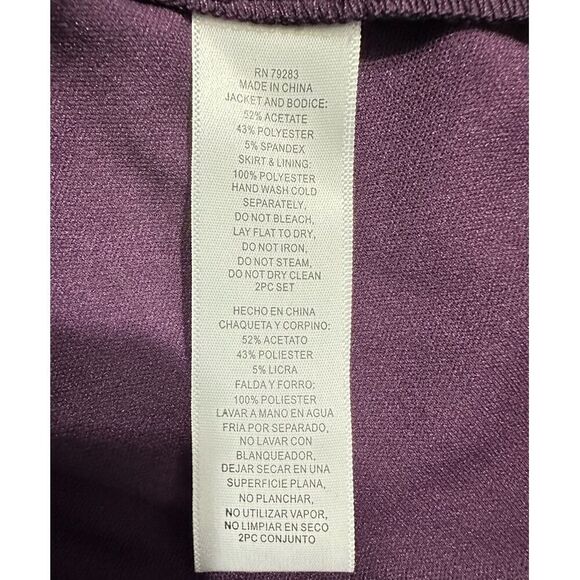 RN 79283
MADE IN CHINA
JACKET AND BODICE:
52% ACETATE
43% POLYESTER
5% SPANDEX
SKIRT & LINING:
100% POLYESTER
HAND WASH COLD
SEPARATELY,
DO NOT BLEACH,
LAY FLAT TO DRY,
DO NOT IRON,
DO NOT STEAM,
DO NOT DRY CLEAN
2PC SET
HECHO EN CHINA
CHAQUETA Y CORPINO:
52% ACETATO
43% POLIESTER
5% LICRA
FALDA Y FORRO:
100% POLIESTER
LAVAR A MANO EN AGUA
FRÍA POR SEPARADO,
NO LAVAR CON
BLANQUEADOR,
DEJAR SECAR EN UNA
SUPERFICIE PLANA,
NO PLANCHAR,
NO UTILIZAR VAPOR,
NO LIMPIAR EN SECO
2PC CONJUNTO